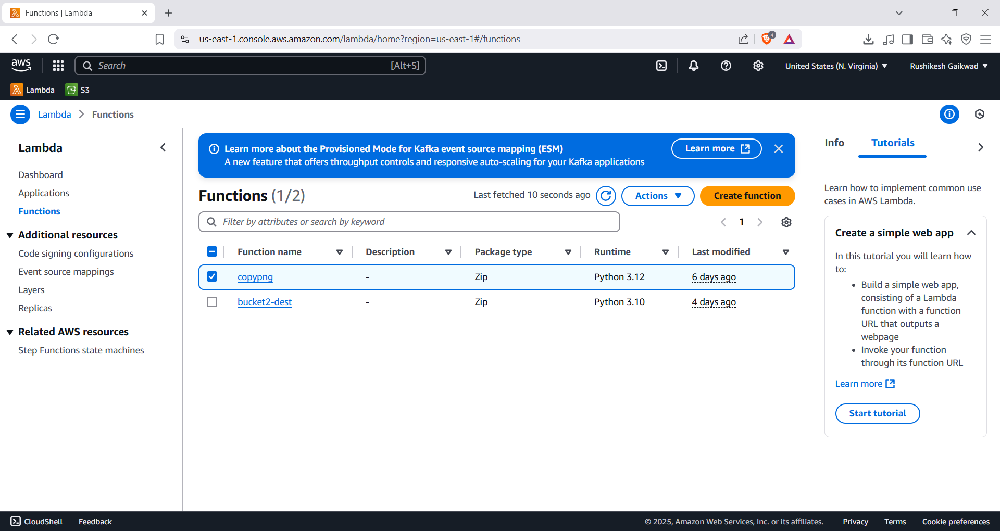 Functions | Lambda
us-east-1.console.aws.amazon.com/lambda/home?region=us-east-1#/functions
4
aws
Search
[Alt+S]
United States (N. Virginia)
Rushikesh Gaikwad
Lambda
S3
Lambda
Functions
Lambda
Dashboard
Applications
Functions
Additional resources
Code signing configurations
Event source mappings
Layers
Replicas
Related AWS resources
Step Functions state machines
Learn more about the Provisioned Mode for Kafka event source mapping (ESM)
A new feature that offers throughput controls and responsive auto-scaling for your Kafka applications
Learn more
Functions (1/2)
Last fetched 10 seconds ago
Actions
Create function
Filter by attributes or search by keyword
1
Function name
Description
Package type
Runtime
Last modified
copypng
-
Zip
Python 3.12
6 days ago
bucket2-dest
-
Zip
Python 3.10
4 days ago
Info
Tutorials
Learn how to implement common use
cases in AWS Lambda.
Create a simple web app
In this tutorial you will learn how
to:
• Build a simple web app,
consisting of a Lambda
function with a function
URL that outputs a
webpage
• Invoke your function
through its function URL
Learn more
Start tutorial
CloudShell
Feedback
© 2025, Amazon Web Services, Inc. or its affiliates.
Privacy
Terms
Cookie preferences